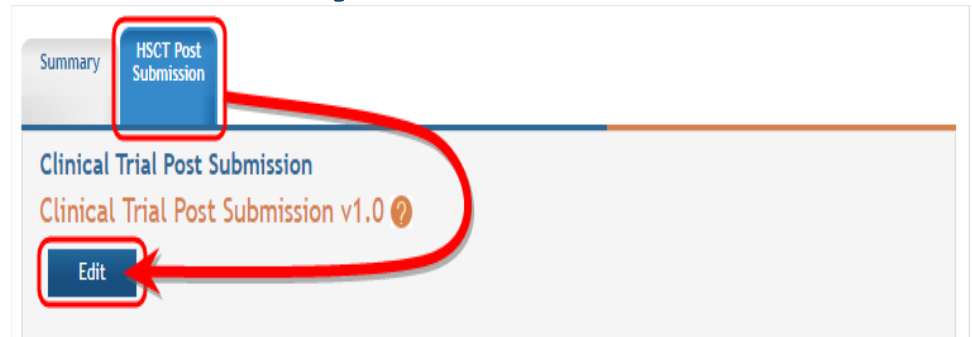 Summary
HSCT Post
Submission
Clinical Trial Post Submission
Clinical Trial Post Submission v1.0 ?
Edit